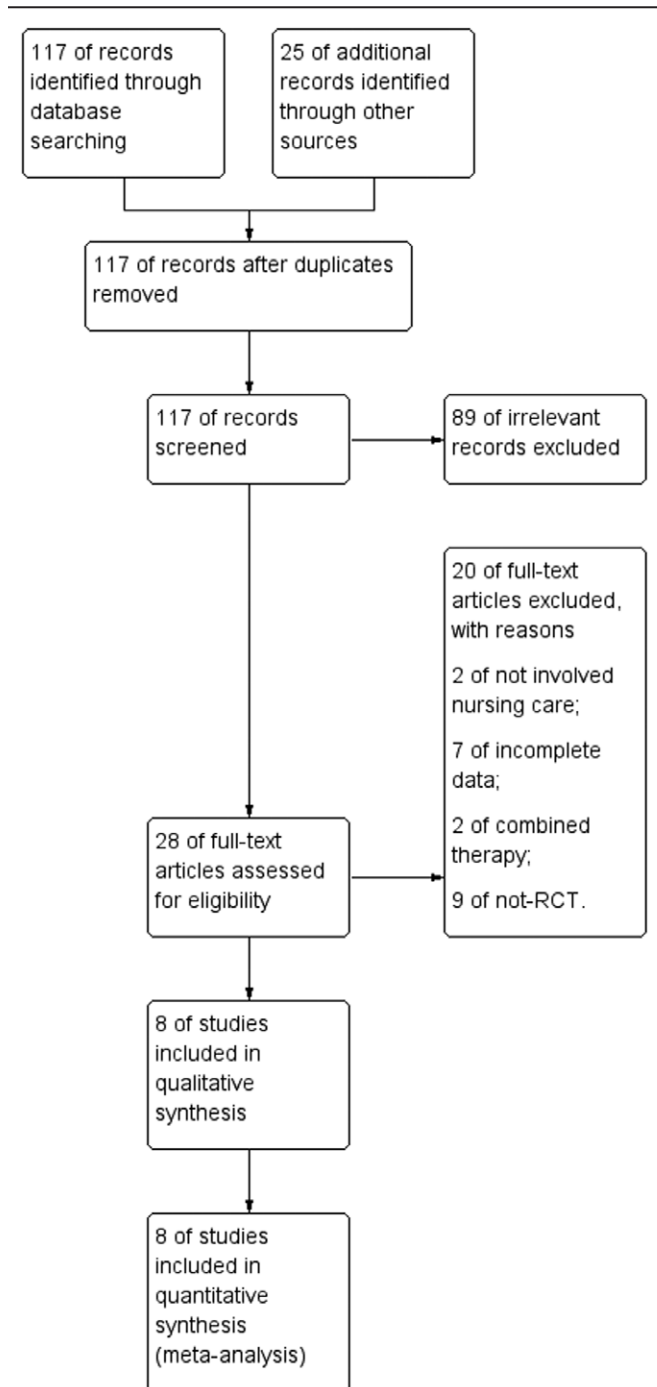 117 of records
identified through
database
searching
25 of additional
records identified
through other
sources
117 of records after duplicates
removed
117 of records
screened
89 of irrelevant
records excluded
20 of full-text
articles excluded,
with reasons
2 of not involved
nursing care;
7 of incomplete
data;
2 of combined
therapy;
9 of not-RCT.
28 of full-text
articles assessed
for eligibility
8 of studies
included in
qualitative
synthesis
8 of studies
included in
quantitative
synthesis
(meta-analysis)